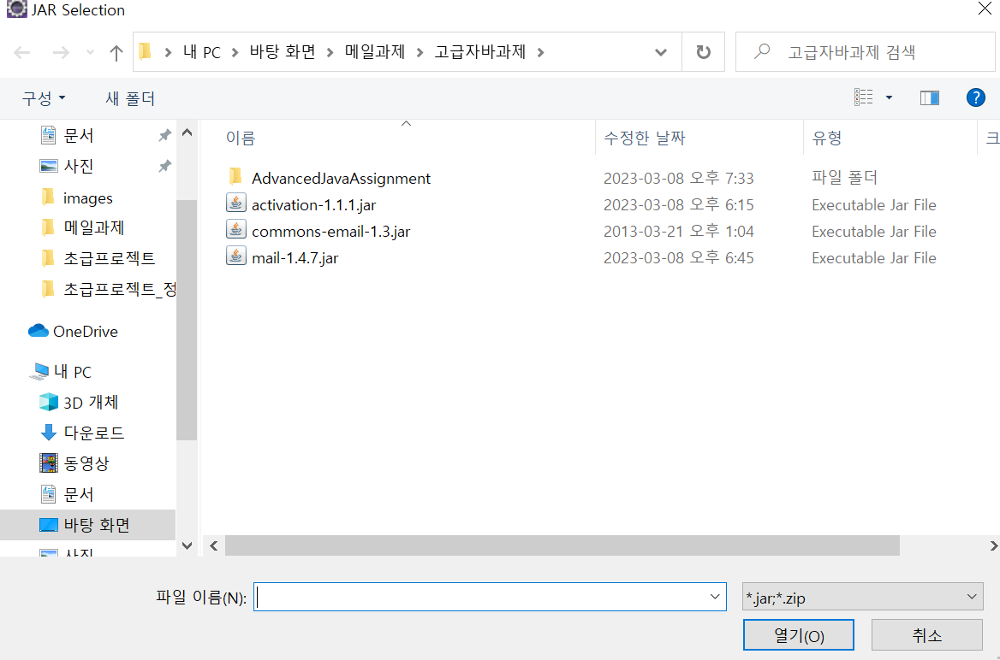 JAR Selection
내 PC 바탕 화면 메일과제 고급자바과제 고급자바과제 검색
구성 새 폴더 ?
문서
사진
images
메일과제
초급프로젝트
초급프로젝트_정
OneDrive
내 PC
3D 개체
다운로드
동영상
문서
바탕 화면
사진
이름 수정한 날짜 유형 크
AdvancedJavaAssignment 2023-03-08 오후 7:33 파일 폴더
activation-1.1.1.jar 2023-03-08 오후 6:15 Executable Jar File
commons-email-1.3.jar 2013-03-21 오후 1:04 Executable Jar File
mail-1.4.7.jar 2023-03-08 오후 6:45 Executable Jar File
파일 이름(N): *.jar;*.zip
열기(O) 취소